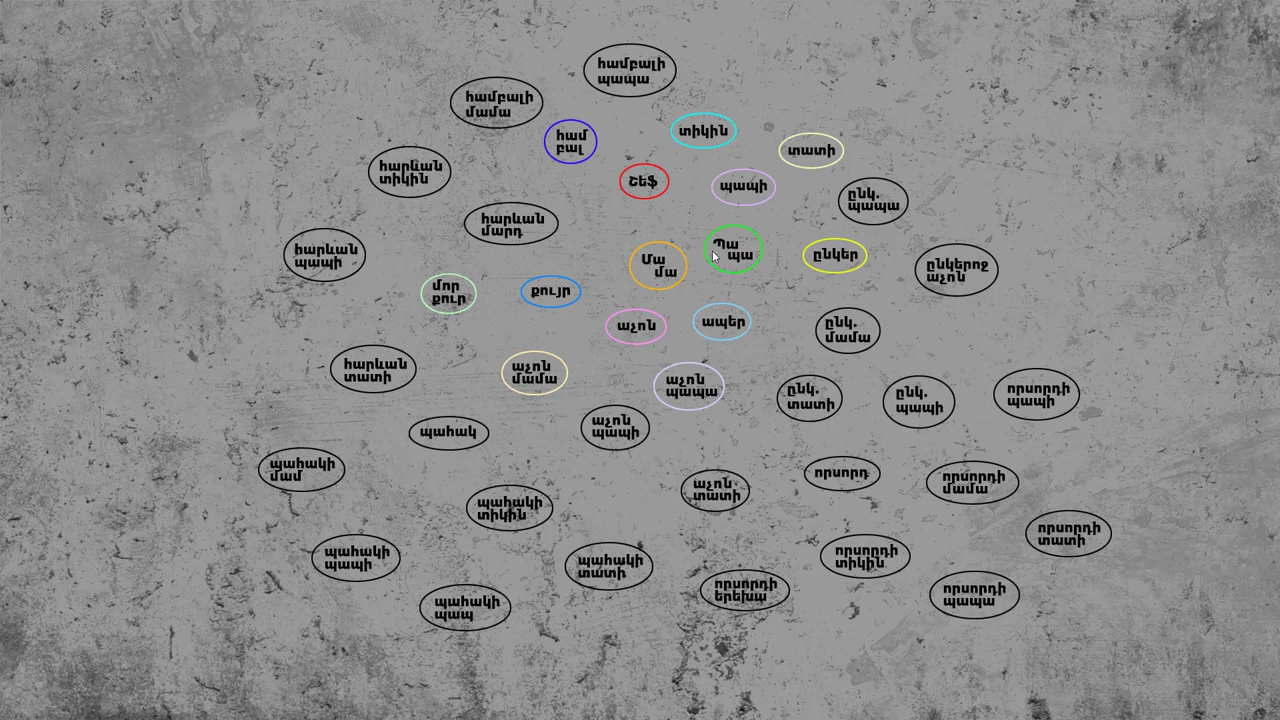 համբալի
պապա
համբալի
մամա
համ
բալ
տիկին
տատի
հարևան
տիկին
Շեֆ
պապի
ընկ.
պապա
հարևան
մարդ
հարևան
պապի
Մա
մա
Պա
պա
ընկեր
ընկերոջ
աչոն
մոր
քուր
քույր
աչոն
ապեր
ընկ.
մամա
հարևան
տատի
աչոն
մամա
աչոն
պապա
ընկ.
տատի
ընկ.
պապի
որսորդի
պապի
պահակ
աչոն
պապի
պահակի
մամ
պահակի
տիկին
աչոն
տատի
որսորդ
որսորդի
մամա
պահակի
պապի
պահակի
տատի
որսորդի
տիկին
որսորդի
տատի
պահակի
պապ
որսորդի
երեխա
որսորդի
պապա